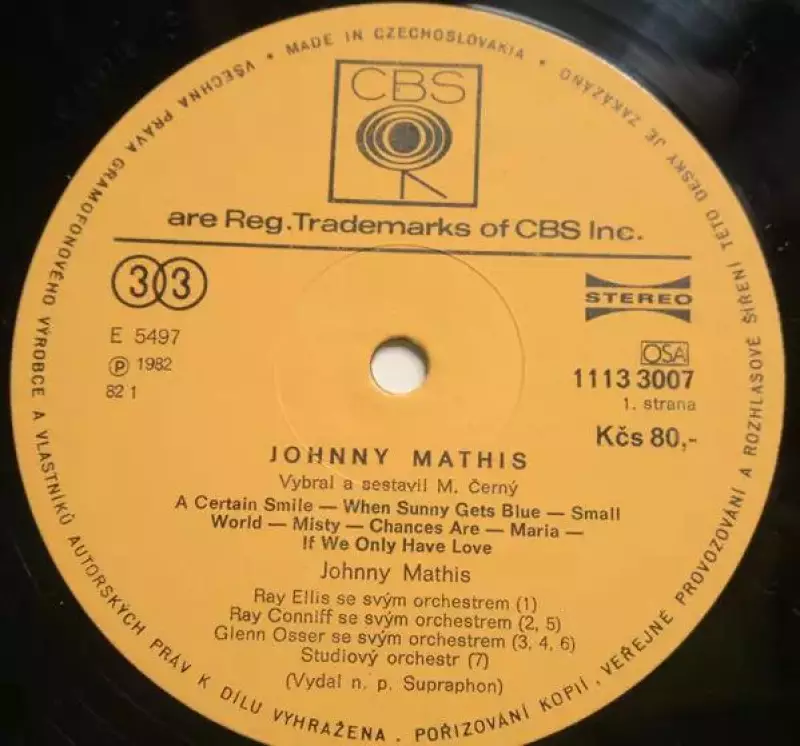 MADE IN CZECHOSLOVAKIA
VŠECHNA PRÁVA GRAMOFONOVÉHO VÝROBCE A VLASTNÍKŮ AUTORSKÝCH PRÁV K DÍLU VYHRAŽENA. POŘIZOVÁNÍ KOPIÍ, VEŘEJNÉ PROVOZOVÁNÍ A ROZHLASOVÉ ŠÍŘENÍ TÉTO DESKY JE ZAKÁZÁNO
CBS
are Reg.Trademarks of CBS Inc.
33
STEREO
E 5497
Ⓟ 1982
82 1
OSA
1113 3007
1. strana
Kčs 80,-
JOHNNY MATHIS
Vybral a sestavil M. Černý
A Certain Smile — When Sunny Gets Blue — Small
World — Misty — Chances Are — Maria —
If We Only Have Love
Johnny Mathis
Ray Ellis se svým orchestrem (1)
Ray Conniff se svým orchestrem (2, 5)
Glenn Osser se svým orchestrem (3, 4, 6)
Studiový orchestr (7)
(Vydal n. p. Supraphon)